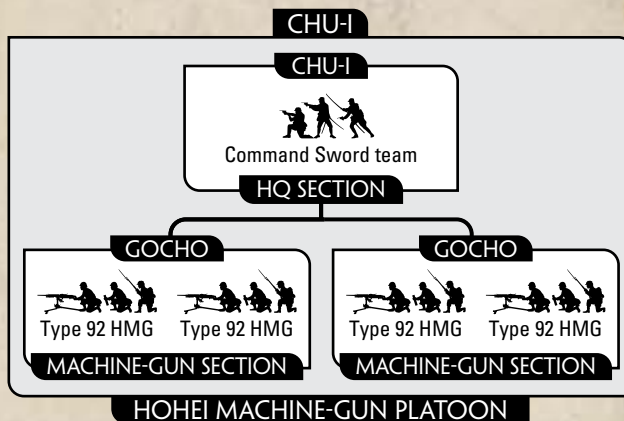 CHU-I
CHU-I
Command Sword team
HQ SECTION
GOCHO
GOCHO
Type 92 HMG Type 92 HMG
Type 92 HMG Type 92 HMG
MACHINE-GUN SECTION
MACHINE-GUN SECTION
HOHEI MACHINE-GUN PLATOON